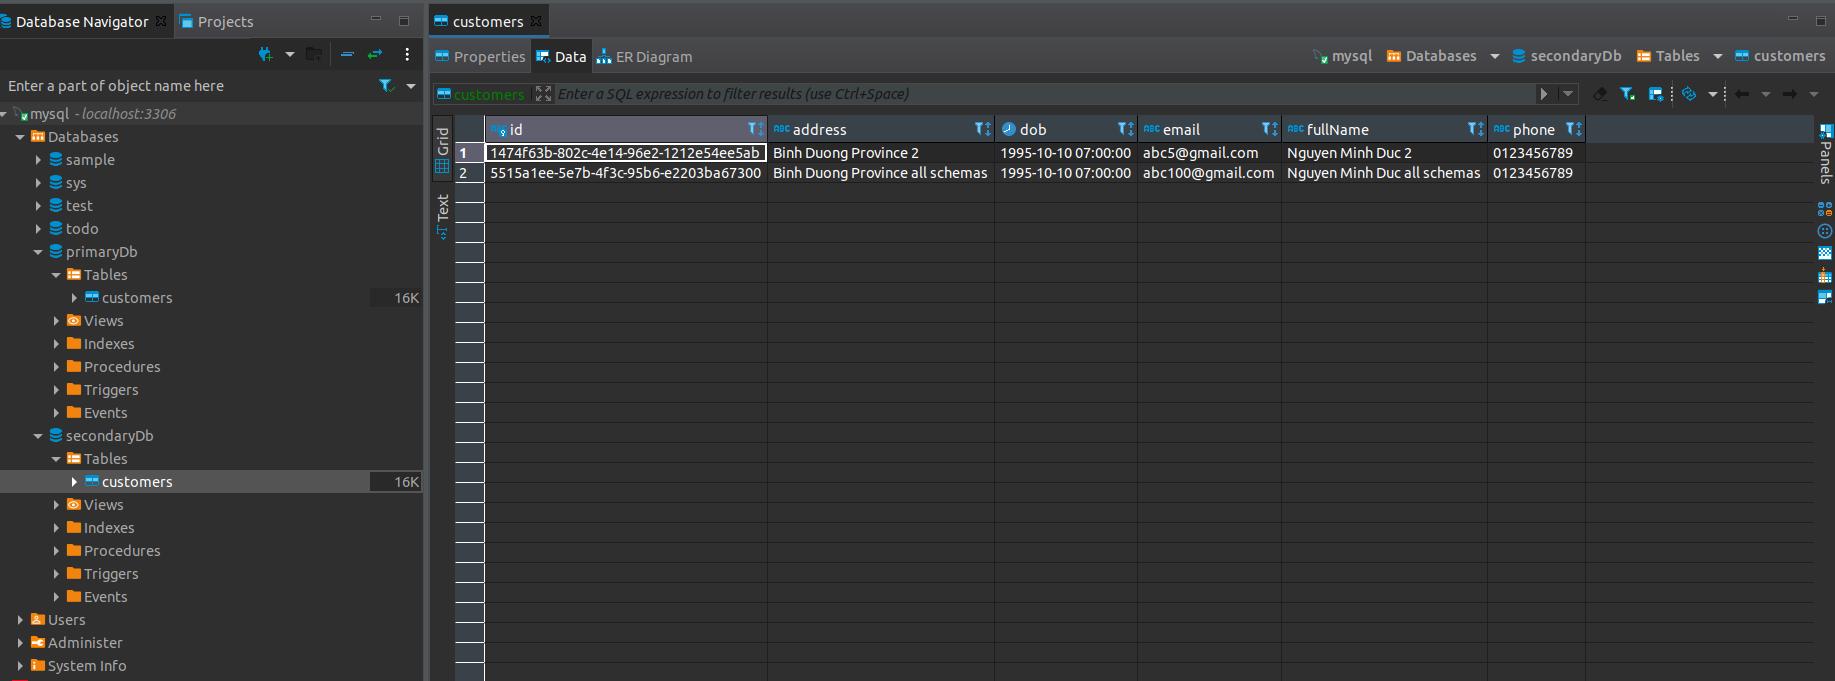 Database Navigator
Projects
Enter a part of object name here
mysql - localhost:3306
Databases
sample
sys
test
todo
primaryDb
Tables
customers 16K
Views
Indexes
Procedures
Triggers
Events
secondaryDb
Tables
customers 16K
Views
Indexes
Procedures
Triggers
Events
Users
Administer
System Info
customers
Properties Data ER Diagram
mysql Databases secondaryDb Tables customers
customers Enter a SQL expression to filter results (use Ctrl+Space)
Grid
Text
id address dob email fullName phone
1 1474f63b-802c-4e14-96e2-1212e54ee5ab Binh Duong Province 2 1995-10-10 07:00:00 abc5@gmail.com Nguyen Minh Duc 2 0123456789
2 5515a1ee-5e7b-4f3c-95b6-e2203ba67300 Binh Duong Province all schemas 1995-10-10 07:00:00 abc100@gmail.com Nguyen Minh Duc all schemas 0123456789
Panels